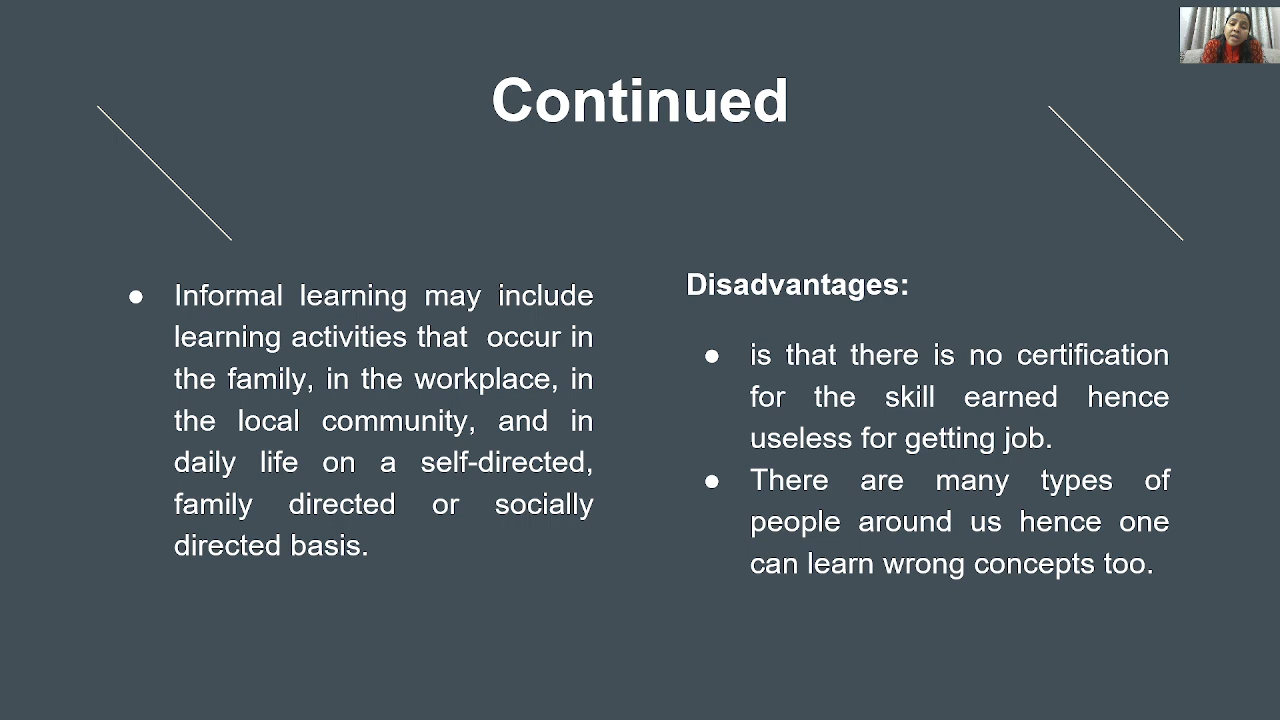 Continued
● Informal learning may include
learning activities that occur in
the family, in the workplace, in
the local community, and in
daily life on a self-directed,
family directed or socially
directed basis.
Disadvantages:
● is that there is no certification
for the skill earned hence
useless for getting job.
● There are many types of
people around us hence one
can learn wrong concepts too.